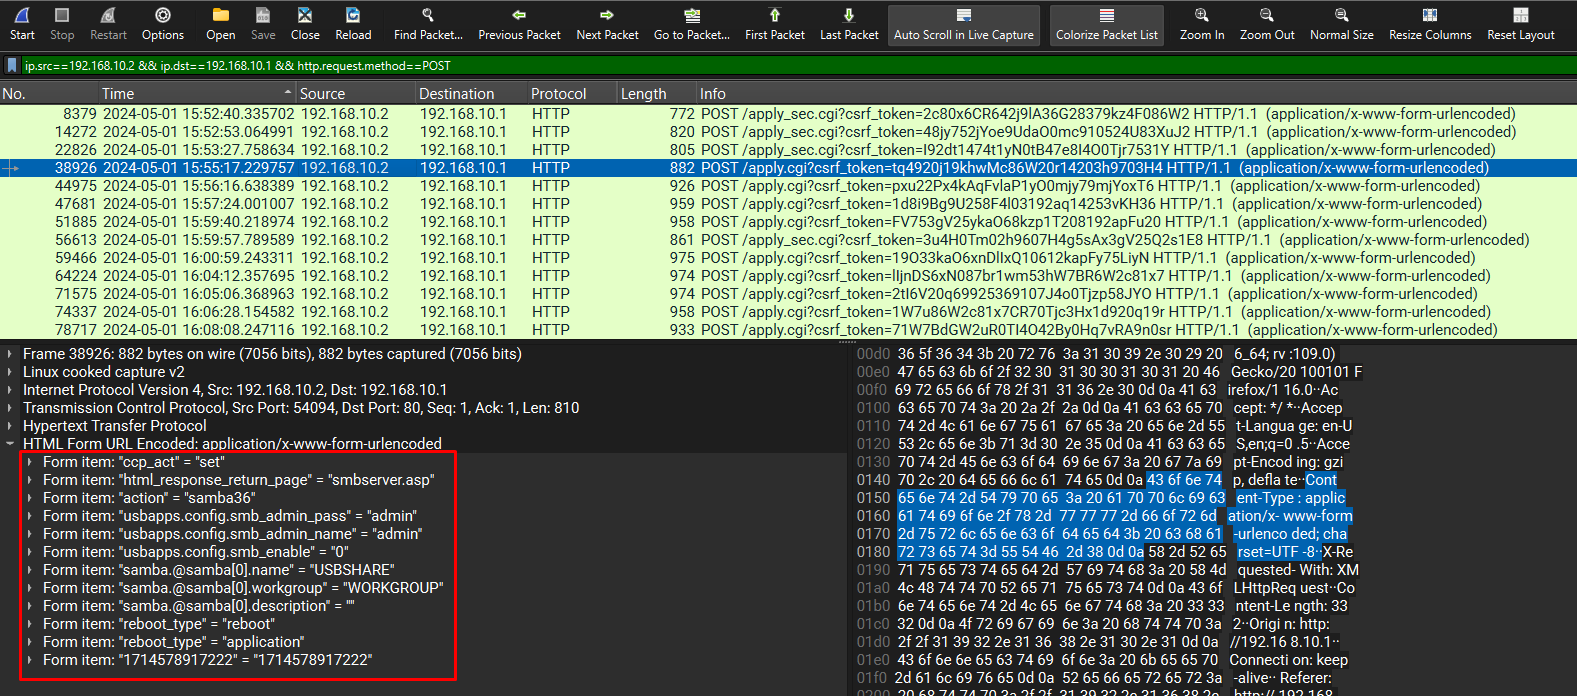 Start Stop Restart Options Open Save Close Reload Find Packet... Previous Packet Next Packet Go to Packet... First Packet Last Packet Auto Scroll in Live Capture Colorize Packet List Zoom In Zoom Out Normal Size Resize Columns Reset Layout
ip.src==192.168.10.2 && ip.dst==192.168.10.1 && http.request.method==POST
No. Time Source Destination Protocol Length Info
8379 2024-05-01 15:52:40.335702 192.168.10.2 192.168.10.1 HTTP 772 POST /apply_sec.cgi?csrf_token=2c80x6CR642j9lA36G28379kz4F086W2 HTTP/1.1 (application/x-www-form-urlencoded)
14272 2024-05-01 15:52:53.064991 192.168.10.2 192.168.10.1 HTTP 820 POST /apply_sec.cgi?csrf_token=48jy752jYoe9UdaO0mc910524U83XuJ2 HTTP/1.1 (application/x-www-form-urlencoded)
22826 2024-05-01 15:53:27.758634 192.168.10.2 192.168.10.1 HTTP 805 POST /apply_sec.cgi?csrf_token=I92dt1474t1yN0tB47e8I4O0Tjr7531Y HTTP/1.1 (application/x-www-form-urlencoded)
38926 2024-05-01 15:55:17.229757 192.168.10.2 192.168.10.1 HTTP 882 POST /apply.cgi?csrf_token=tq4920j19khwMc86W20r14203h9703H4 HTTP/1.1 (application/x-www-form-urlencoded)
44975 2024-05-01 15:56:16.638389 192.168.10.2 192.168.10.1 HTTP 926 POST /apply.cgi?csrf_token=pxu22Px4kAqFvlaP1yO0mjy79mjYoxT6 HTTP/1.1 (application/x-www-form-urlencoded)
47681 2024-05-01 15:57:24.001007 192.168.10.2 192.168.10.1 HTTP 959 POST /apply.cgi?csrf_token=1d8i9Bg9U258F4l03192aq14253vKH36 HTTP/1.1 (application/x-www-form-urlencoded)
51885 2024-05-01 15:59:40.218974 192.168.10.2 192.168.10.1 HTTP 958 POST /apply.cgi?csrf_token=FV753gV25ykaO68kzp1T208192apFu20 HTTP/1.1 (application/x-www-form-urlencoded)
56613 2024-05-01 15:59:57.789589 192.168.10.2 192.168.10.1 HTTP 861 POST /apply_sec.cgi?csrf_token=3u4H0Tm02h9607H4g5sAx3gV25Q2s1E8 HTTP/1.1 (application/x-www-form-urlencoded)
59466 2024-05-01 16:00:59.243311 192.168.10.2 192.168.10.1 HTTP 975 POST /apply.cgi?csrf_token=19O33kaO6xnDlIxQ10612kapFy75LiyN HTTP/1.1 (application/x-www-form-urlencoded)
64224 2024-05-01 16:04:12.357695 192.168.10.2 192.168.10.1 HTTP 974 POST /apply.cgi?csrf_token=lIjnDS6xN087br1wm53hW7BR6W2c81x7 HTTP/1.1 (application/x-www-form-urlencoded)
71575 2024-05-01 16:05:06.368963 192.168.10.2 192.168.10.1 HTTP 974 POST /apply.cgi?csrf_token=2tI6V20q69925369107J4o0Tjzp58JYO HTTP/1.1 (application/x-www-form-urlencoded)
74337 2024-05-01 16:06:28.154582 192.168.10.2 192.168.10.1 HTTP 958 POST /apply.cgi?csrf_token=1W7u86W2c81x7CR70Tjc3Hx1d920q19r HTTP/1.1 (application/x-www-form-urlencoded)
78717 2024-05-01 16:08:08.247116 192.168.10.2 192.168.10.1 HTTP 933 POST /apply.cgi?csrf_token=71W7BdGW2uR0TI4O42By0Hq7vRA9n0sr HTTP/1.1 (application/x-www-form-urlencoded)
Frame 38926: 882 bytes on wire (7056 bits), 882 bytes captured (7056 bits)
Linux cooked capture v2
Internet Protocol Version 4, Src: 192.168.10.2, Dst: 192.168.10.1
Transmission Control Protocol, Src Port: 54094, Dst Port: 80, Seq: 1, Ack: 1, Len: 810
Hypertext Transfer Protocol
HTML Form URL Encoded: application/x-www-form-urlencoded
Form item: "ccp_act" = "set"
Form item: "html_response_return_page" = "smbserver.asp"
Form item: "action" = "samba36"
Form item: "usbapps.config.smb_admin_pass" = "admin"
Form item: "usbapps.config.smb_admin_name" = "admin"
Form item: "usbapps.config.smb_enable" = "0"
Form item: "samba.@samba[0].name" = "USBSHARE"
Form item: "samba.@samba[0].workgroup" = "WORKGROUP"
Form item: "samba.@samba[0].description" = ""
Form item: "reboot_type" = "reboot"
Form item: "reboot_type" = "application"
Form item: "1714578917222" = "1714578917222"
00d0 36 5f 36 34 3b 20 72 76 3a 31 30 39 2e 30 29 20 6_64; rv :109.0)
00e0 47 65 63 6b 6f 2f 32 30 31 30 30 31 30 31 20 46 Gecko/20 100101 F
00f0 69 72 65 66 6f 78 2f 31 31 36 2e 30 0d 0a 41 63 irefox/1 16.0··Ac
0100 63 65 70 74 3a 20 2a 2f 2a 0d 0a 41 63 63 65 70 cept: */ *··Accep
0110 74 2d 4c 61 6e 67 75 61 67 65 3a 20 65 6e 2d 55 t-Langua ge: en-U
0120 53 2c 65 6e 3b 71 3d 30 2e 35 0d 0a 41 63 63 65 S,en;q=0 .5··Acce
0130 70 74 2d 45 6e 63 6f 64 69 6e 67 3a 20 67 7a 69 pt-Encod ing: gzi
0140 70 2c 20 64 65 66 6c 61 74 65 0d 0a 43 6f 6e 74 p, defla te··Cont
0150 65 6e 74 2d 54 79 70 65 3a 20 61 70 70 6c 69 63 ent-Type : applic
0160 61 74 69 6f 6e 2f 78 2d 77 77 77 2d 66 6f 72 6d ation/x- www-form
0170 2d 75 72 6c 65 6e 63 6f 64 65 64 3b 20 63 68 61 -urlenco ded; cha
0180 72 73 65 74 3d 55 54 46 2d 38 0d 0a 58 2d 52 65 rset=UTF -8··X-Re
0190 71 75 65 73 74 65 64 2d 57 69 74 68 3a 20 58 4d quested- With: XM
01a0 4c 48 74 74 70 52 65 71 75 65 73 74 0d 0a 43 6f LHttpReq uest··Co
01b0 6e 74 65 6e 74 2d 4c 65 6e 67 74 68 3a 20 33 33 ntent-Le ngth: 33
01c0 32 0d 0a 4f 72 69 67 69 6e 3a 20 68 74 74 70 3a 2··Origi n: http:
01d0 2f 2f 31 39 32 2e 31 36 38 2e 31 30 2e 31 0d 0a //192.16 8.10.1··
01e0 43 6f 6e 6e 65 63 74 69 6f 6e 3a 20 6b 65 65 70 Connecti on: keep
01f0 2d 61 6c 69 76 65 0d 0a 52 65 66 65 72 65 72 3a -alive·· Referer:
0200 20 68 74 74 70 3a 2f 2f 31 39 32 2e 31 36 38 2e http:// 192.168.